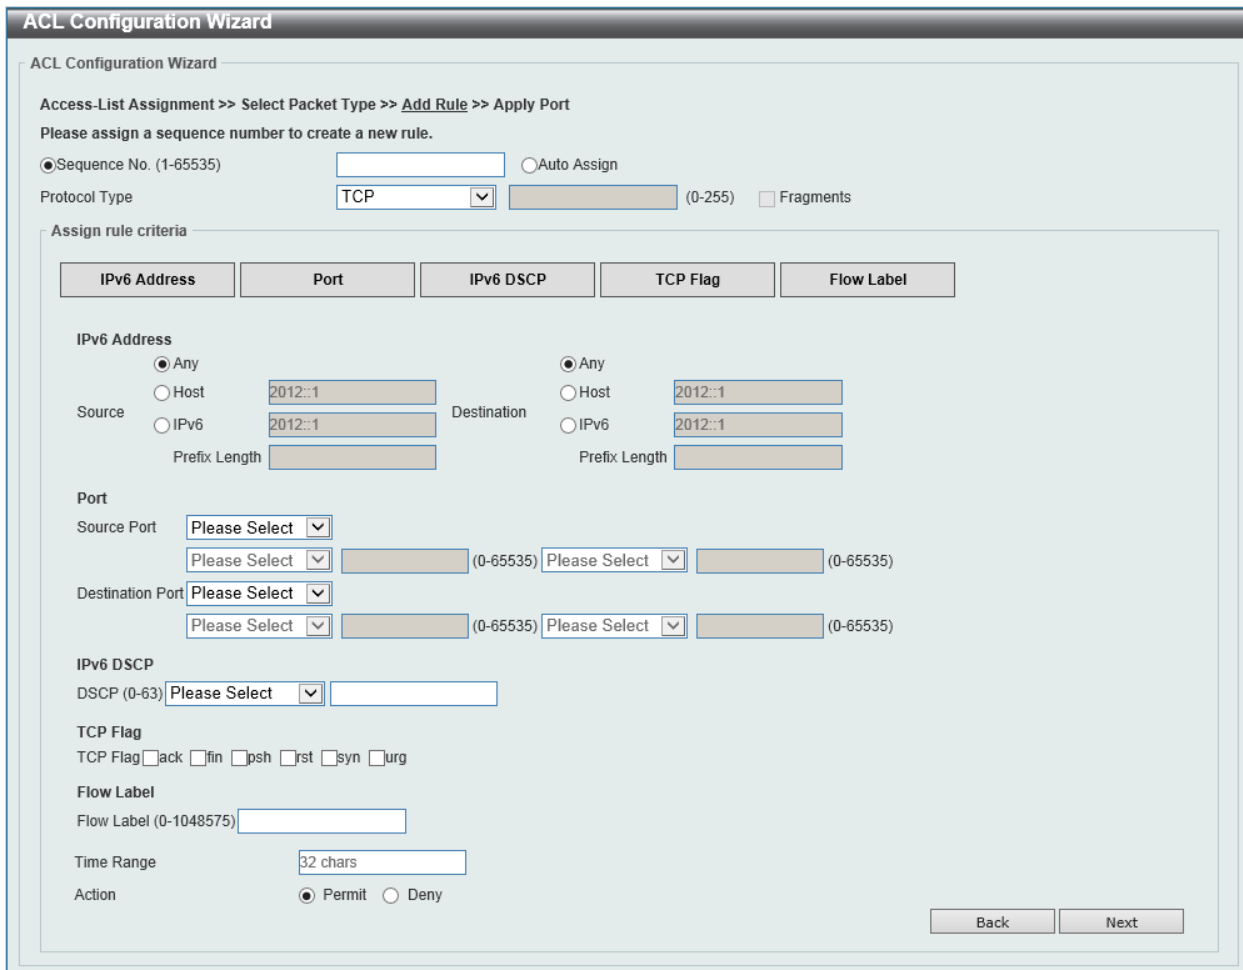 ACL Configuration Wizard
ACL Configuration Wizard
Access-List Assignment >> Select Packet Type >> Add Rule >> Apply Port
Please assign a sequence number to create a new rule.
Sequence No. (1-65535) Auto Assign
Protocol Type TCP (0-255) Fragments
Assign rule criteria
IPv6 Address Port IPv6 DSCP TCP Flag Flow Label
IPv6 Address
Any Any
Host 2012::1 Host 2012::1
Source Destination
IPv6 2012::1 IPv6 2012::1
Prefix Length Prefix Length
Port
Source Port Please Select
Please Select (0-65535) Please Select (0-65535)
Destination Port Please Select
Please Select (0-65535) Please Select (0-65535)
IPv6 DSCP
DSCP (0-63) Please Select
TCP Flag
TCP Flag ack fin psh rst syn urg
Flow Label
Flow Label (0-1048575)
Time Range 32 chars
Action Permit Deny
Back Next